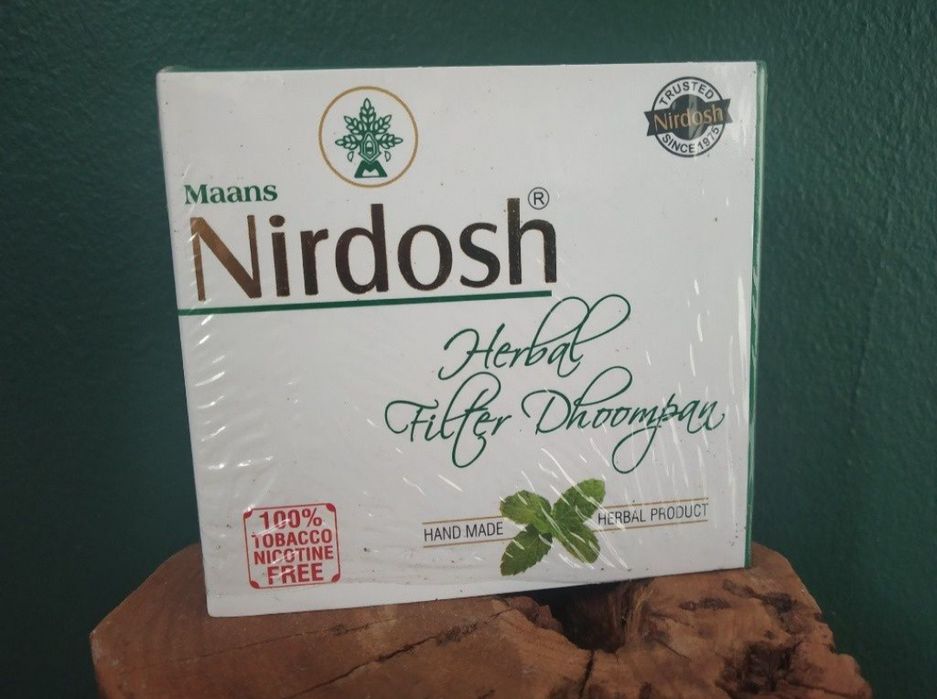 TRUSTED
Nirdosh
SINCE 1975
Maans
Nirdosh®
Herbal
Filter Dhoompan
100%
TOBACCO
NICOTINE
FREE
HAND MADE
HERBAL PRODUCT